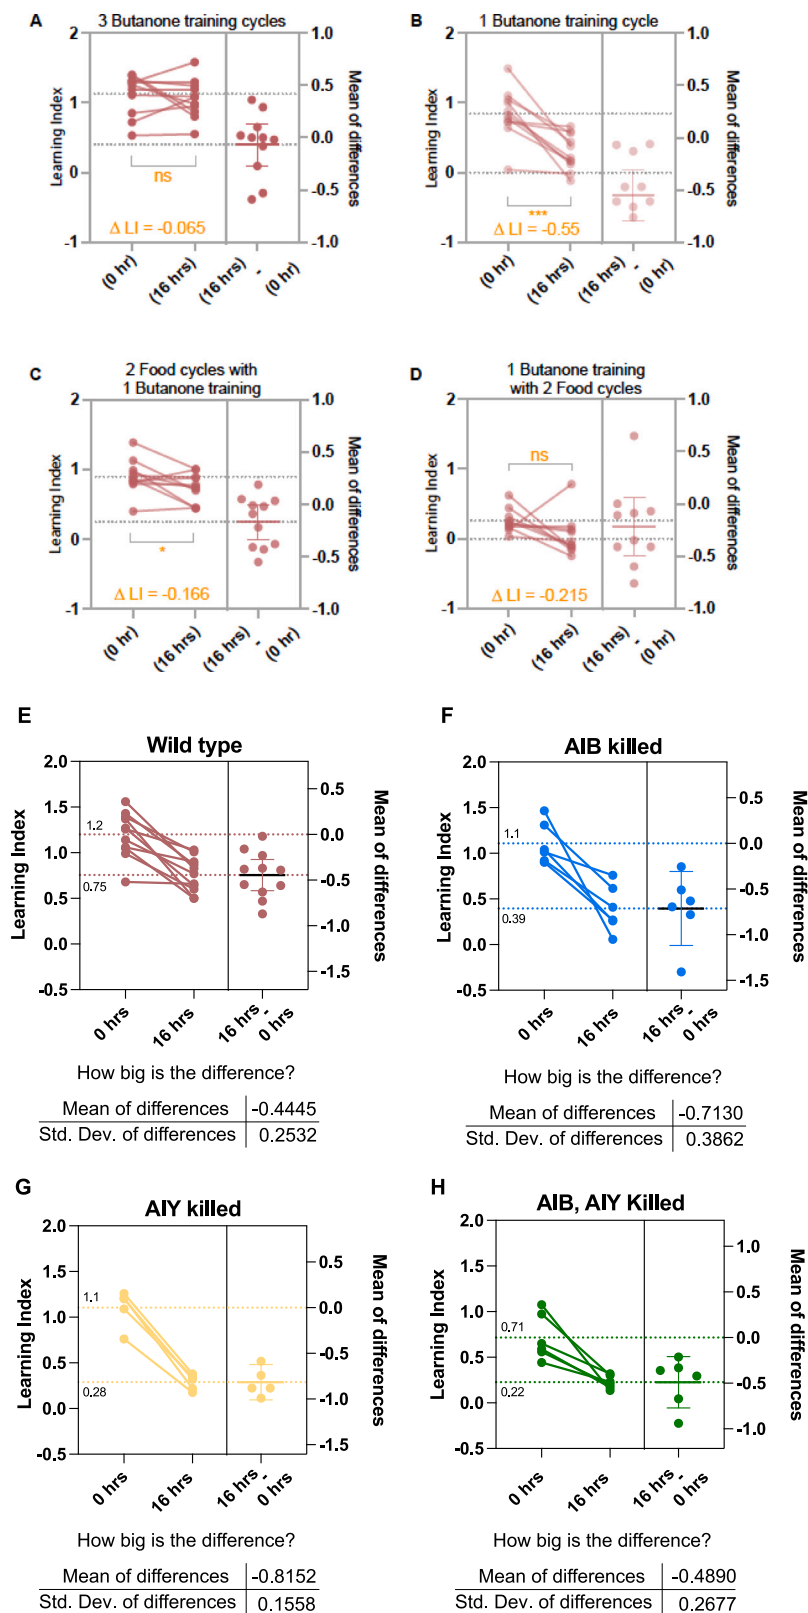 A
3 Butanone training cycles
2
1
0
-1
Learning Index
1.0
0.5
0.0
-0.5
-1.0
Mean of differences
ns
Δ LI = -0.065
(0 hr)
(16 hrs)
(16 hrs)
-
(0 hr)
B
1 Butanone training cycle
2
1
0
-1
Learning Index
1.0
0.5
0.0
-0.5
-1.0
Mean of differences
***
Δ LI = -0.55
(0 hr)
(16 hrs)
(16 hrs)
-
(0 hr)
C
2 Food cycles with
1 Butanone training
2
1
0
-1
Learning Index
1.0
0.5
0.0
-0.5
-1.0
Mean of differences
*
Δ LI = -0.166
(0 hr)
(16 hrs)
(16 hrs)
-
(0 hr)
D
1 Butanone training
with 2 Food cycles
2
1
0
-1
Learning Index
1.0
0.5
0.0
-0.5
-1.0
Mean of differences
ns
Δ LI = -0.215
(0 hr)
(16 hrs)
(16 hrs)
-
(0 hr)
E
Wild type
2.0
1.5
1.0
0.5
0.0
-0.5
Learning Index
1.2
0.75
0.5
0.0
-0.5
-1.0
-1.5
Mean of differences
0 hrs
16 hrs
16 hrs
-
0 hrs
How big is the difference?
Mean of differences -0.4445
Std. Dev. of differences 0.2532
F
AIB killed
2.0
1.5
1.0
0.5
0.0
-0.5
Learning Index
1.1
0.39
0.5
0.0
-0.5
-1.0
-1.5
Mean of differences
0 hrs
16 hrs
16 hrs
-
0 hrs
How big is the difference?
Mean of differences -0.7130
Std. Dev. of differences 0.3862
G
AIY killed
2.0
1.5
1.0
0.5
0.0
-0.5
Learning Index
1.1
0.28
0.5
0.0
-0.5
-1.0
-1.5
Mean of differences
0 hrs
16 hrs
16 hrs
-
0 hrs
How big is the difference?
Mean of differences -0.8152
Std. Dev. of differences 0.1558
H
AIB, AIY Killed
2.0
1.5
1.0
0.5
0.0
-0.5
Learning Index
0.71
0.22
1.0
0.5
0.0
-0.5
-1.0
Mean of differences
0 hrs
16 hrs
16 hrs
-
0 hrs
How big is the difference?
Mean of differences -0.4890
Std. Dev. of differences 0.2677